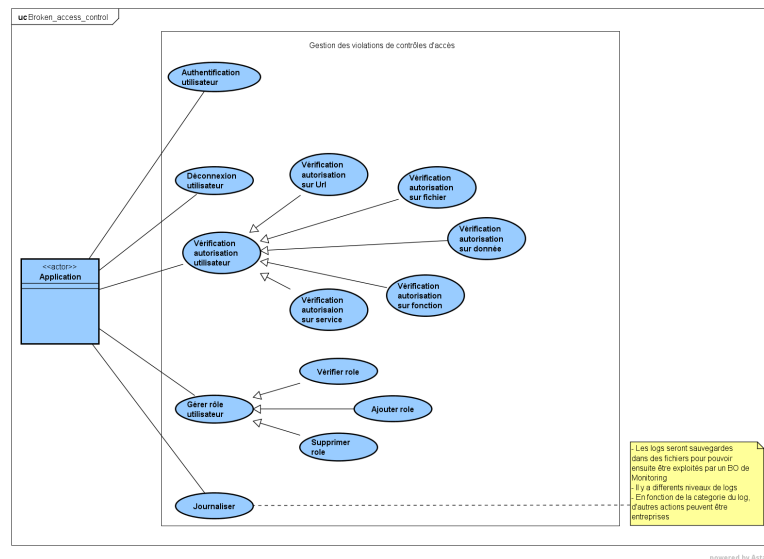 uc Broken_access_control
Gestion des violations de contrôles d'accès
Authentification
utilisateur
Déconnexion
utilisateur
Vérification
autorisation
sur Url
Vérification
autorisation
sur fichier
Vérification
autorisation
utilisateur
Vérification
autorisation
sur donnée
<<actor>>
Application
Vérification
autorisaion
sur service
Vérification
autorisation
sur fonction
Vérifier role
Gérer rôle
utilisateur
Ajouter role
Supprimer
role
Journaliser
- Les logs seront sauvegardes
dans des fichiers pour pouvoir
ensuite être exploités par un BO de
Monitoring
- Il y a differents niveaux de logs
- En fonction de la categorie du log,
d'autres actions peuvent être
entreprises
powered by